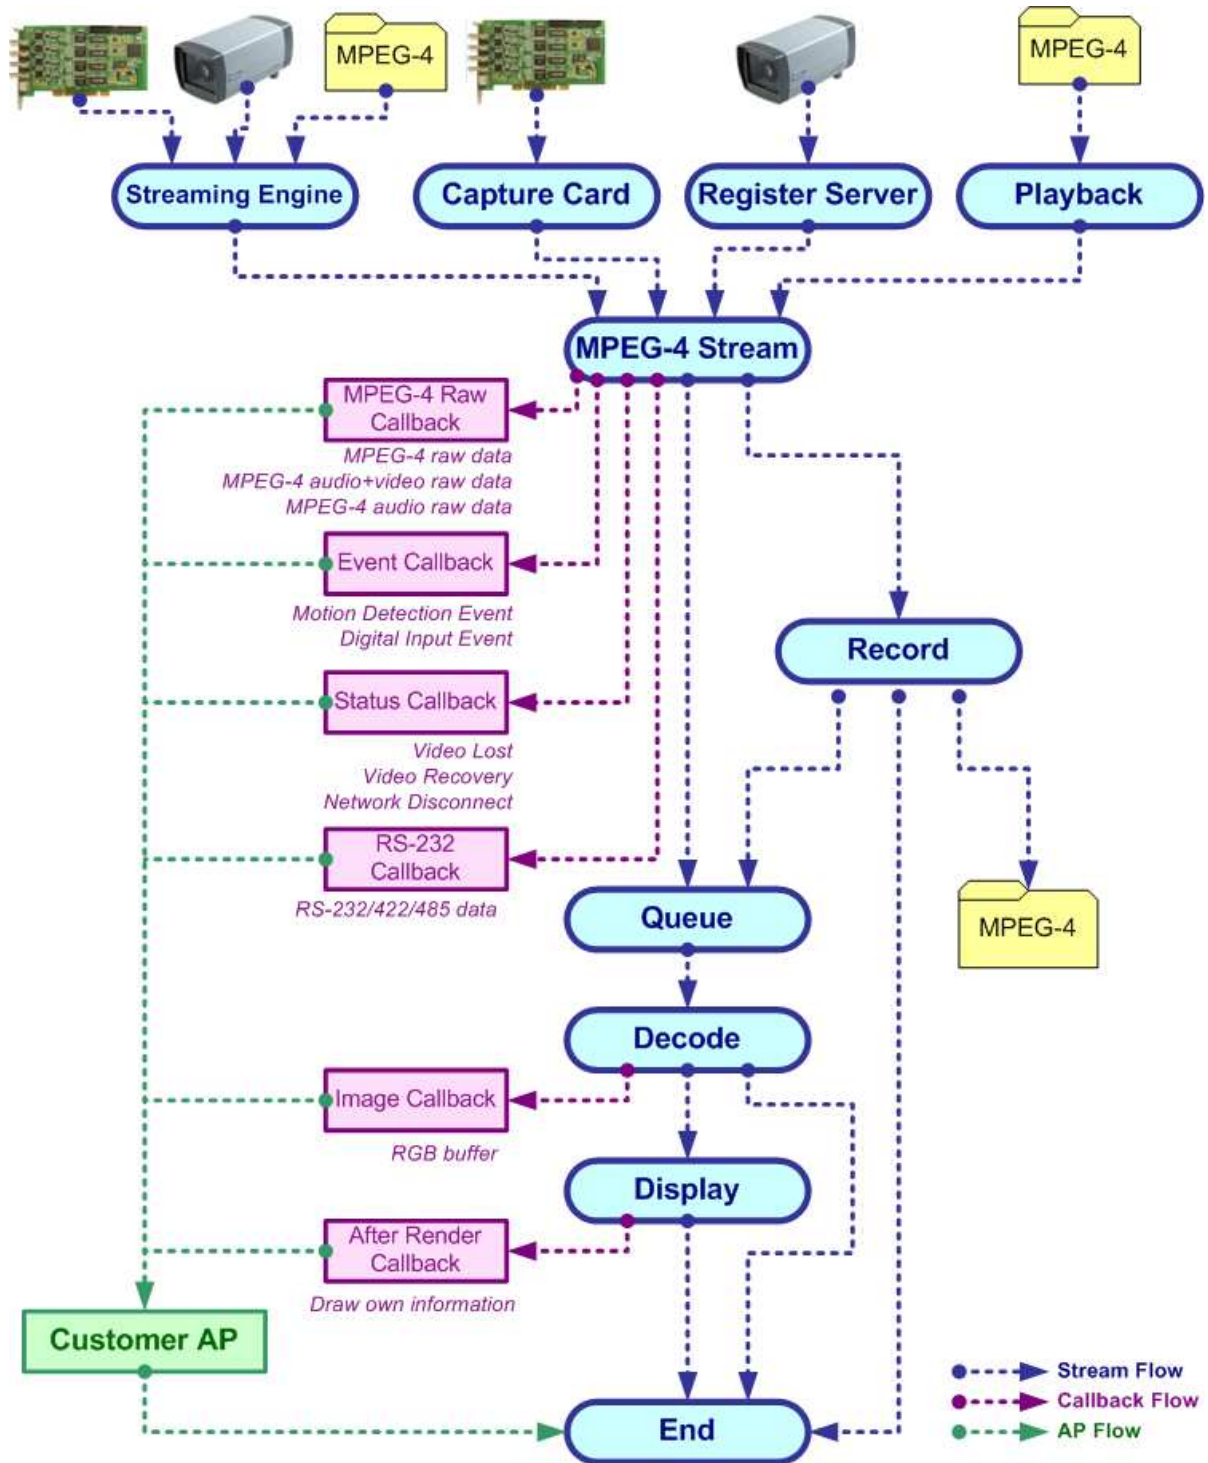 MPEG-4
MPEG-4
Streaming Engine
Capture Card
Register Server
Playback
MPEG-4 Stream
MPEG-4 Raw
Callback
MPEG-4 raw data
MPEG-4 audio+video raw data
MPEG-4 audio raw data
Event Callback
Motion Detection Event
Digital Input Event
Record
Status Callback
Video Lost
Video Recovery
Network Disconnect
RS-232
Callback
RS-232/422/485 data
Queue
MPEG-4
Decode
Image Callback
RGB buffer
Display
After Render
Callback
Draw own information
Customer AP
End
Stream Flow
Callback Flow
AP Flow